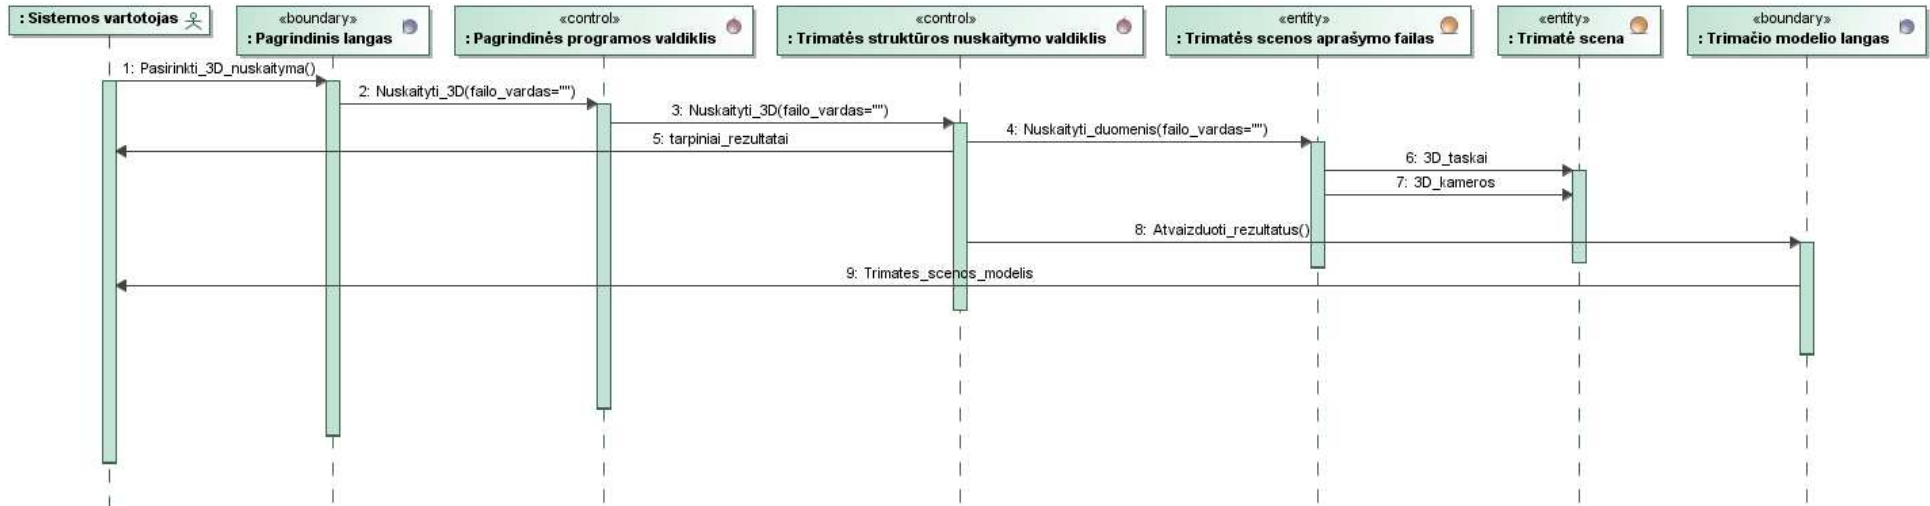 : Sistemos vartotojas
«boundary»
: Pagrindinis langas
«control»
: Pagrindinės programos valdiklis
«control»
: Trimatės struktūros nuskaitymo valdiklis
«entity»
: Trimatės scenos aprašymo failas
«entity»
: Trimatė scena
«boundary»
: Trimačio modelio langas
1: Pasirinkti_3D_nuskaityma()
2: Nuskaityti_3D(failo_vardas="")
3: Nuskaityti_3D(failo_vardas="")
4: Nuskaityti_duomenis(failo_vardas="")
5: tarpiniai_rezultatai
6: 3D_taskai
7: 3D_kameros
8: Atvaizduoti_rezultatus()
9: Trimates_scenos_modelis